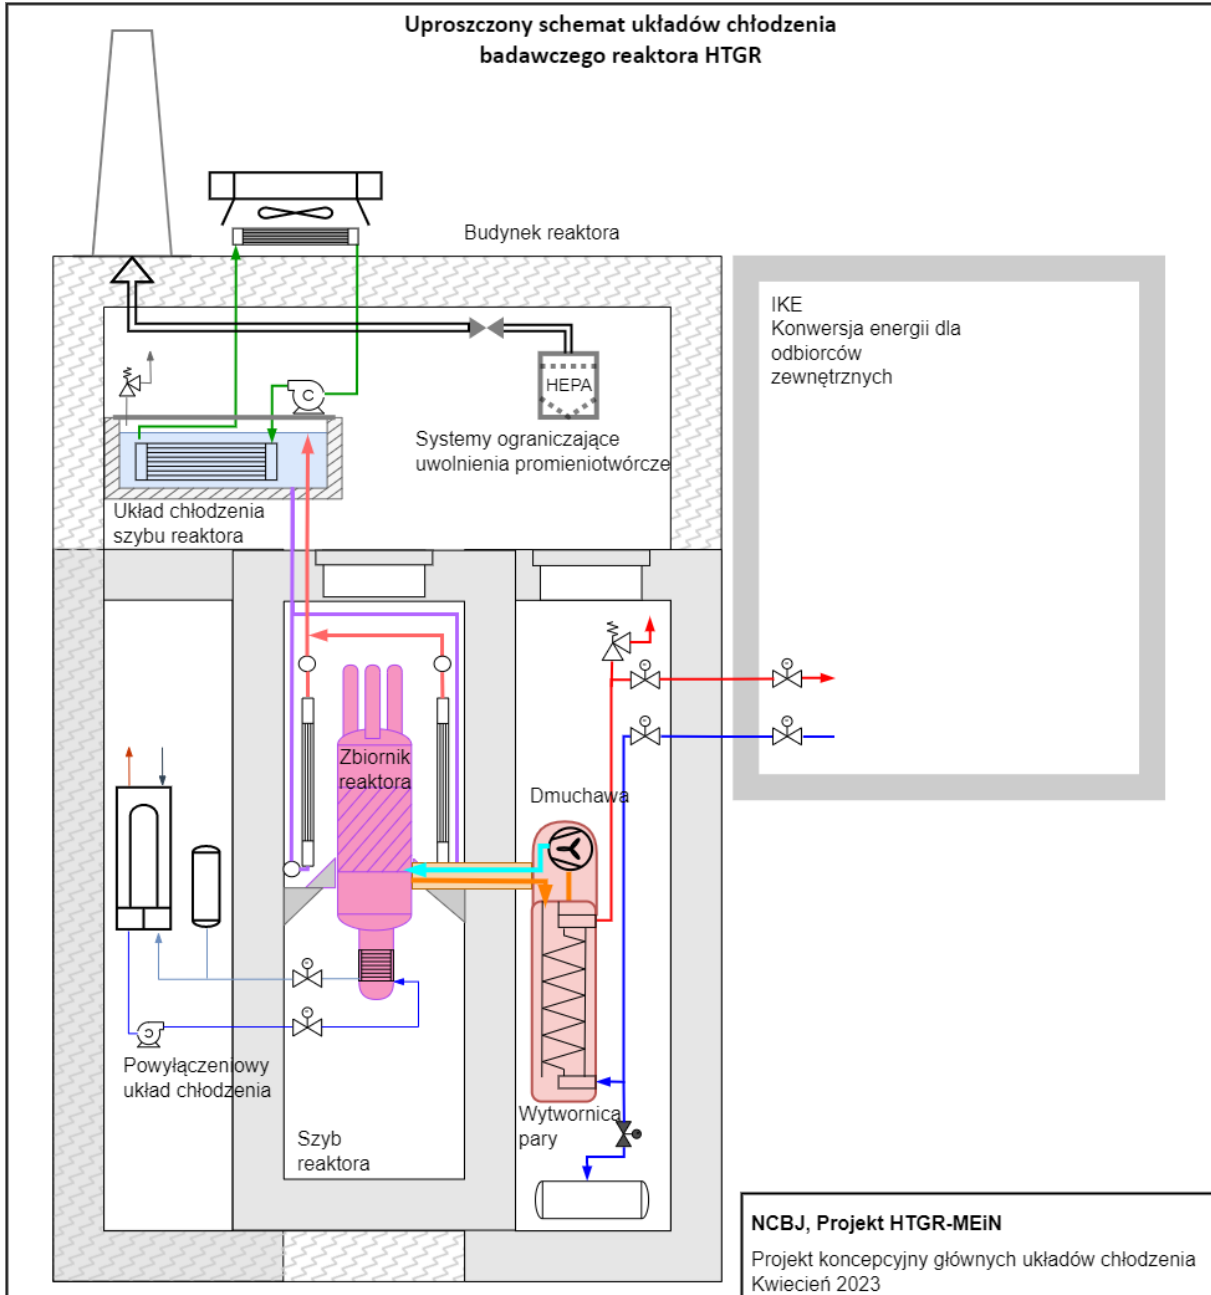 Uproszczony schemat układów chłodzenia
badawczego reaktora HTGR
Budynek reaktora
IKE
Konwersja energii dla
odbiorców
zewnętrznych
HEPA
C
Systemy ograniczające
uwolnienia promieniotwórcze
Układ chłodzenia
szybu reaktora
Zbiornik
reaktora
Dmuchawa
C
Powyłączeniowy
układ chłodzenia
Wytwornica
pary
Szyb
reaktora
NCBJ, Projekt HTGR-MEiN
Projekt koncepcyjny głównych układów chłodzenia
Kwiecień 2023